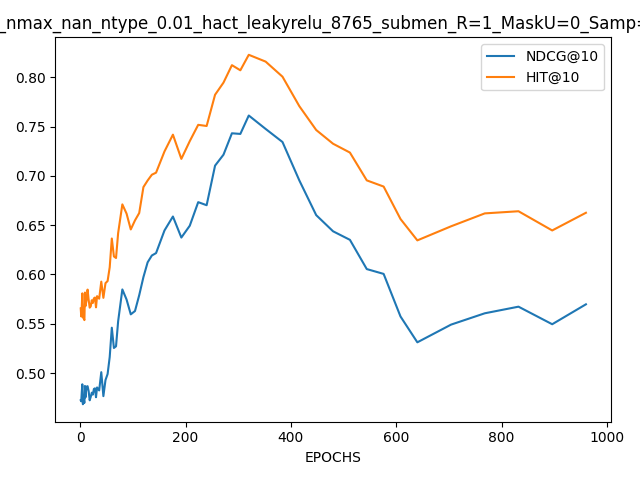 _nmax_nan_ntype_0.01_hact_leakyrelu_8765_submen_R=1_MaskU=0_Samp=
NDCG@10
HIT@10
0.80
0.75
0.70
0.65
0.60
0.55
0.50
0 200 400 600 800 1000
EPOCHS